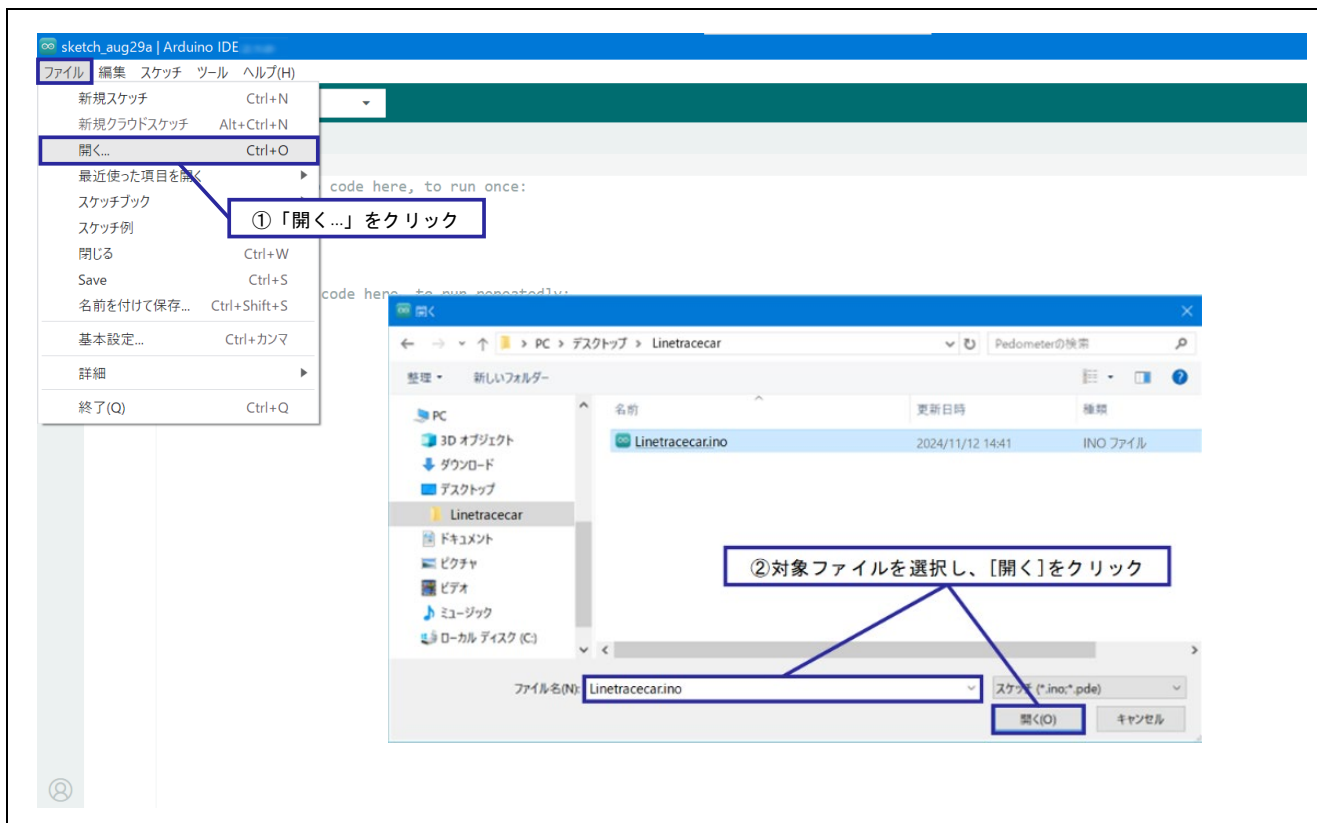 sketch_aug29a | Arduino IDE
ファイル 編集 スケッチ ツール ヘルプ(H)
新規スケッチ Ctrl+N
新規クラウドスケッチ Alt+Ctrl+N
開く... Ctrl+O
最近使った項目を開く
スケッチブック
スケッチ例
閉じる Ctrl+W
Save Ctrl+S
名前を付けて保存... Ctrl+Shift+S
基本設定... Ctrl+カンマ
詳細
終了(Q) Ctrl+Q
code here, to run once:
①「開く…」をクリック
code here, to run repeatedly:
開く
PC > デスクトップ > Linetracecar
Pedometerの検索
整理 新しいフォルダー
名前 更新日時 種類
PC
3D オブジェクト
ダウンロード
デスクトップ
Linetracecar
ドキュメント
ピクチャ
ビデオ
ミュージック
ローカル ディスク (C:)
Linetracecar.ino 2024/11/12 14:41 INO ファイル
②対象ファイルを選択し、[開く]をクリック
ファイル名(N): Linetracecar.ino スケッチ (*.ino;*.pde)
開く(O) キャンセル